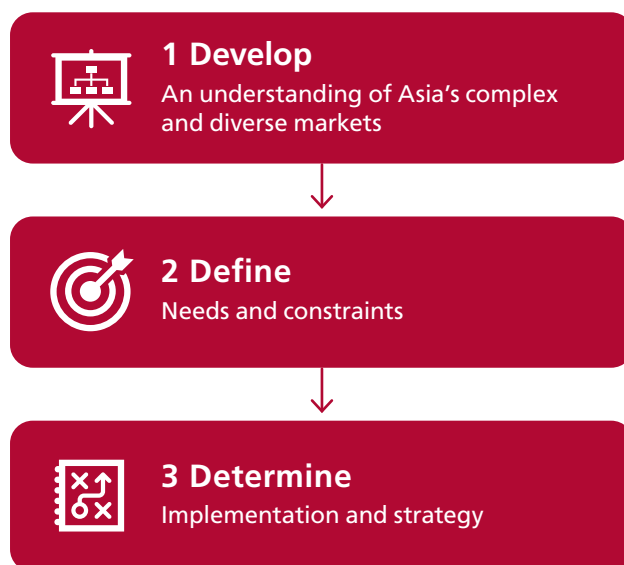 1 Develop
An understanding of Asia’s complex
and diverse markets
2 Define
Needs and constraints
3 Determine
Implementation and strategy